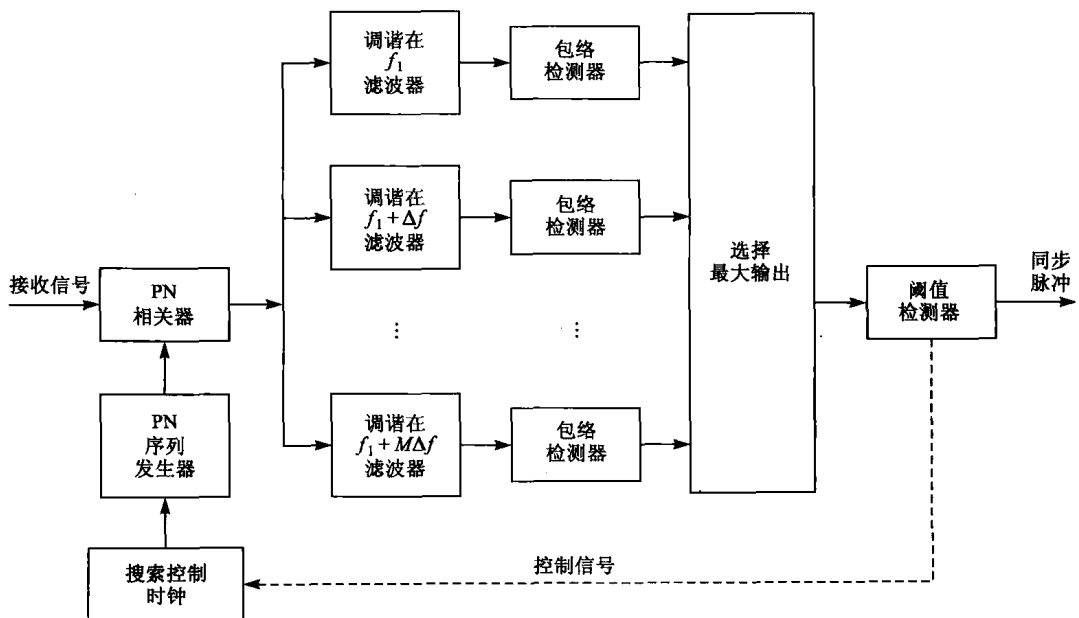 调谐在
f₁
滤波器
包络
检测器
调谐在
f₁ + Δf
滤波器
包络
检测器
选择
最大输出
接收信号
PN
相关器
阈值
检测器
同步
脉冲
⋮
⋮
PN
序列
发生器
调谐在
f₁ + MΔf
滤波器
包络
检测器
搜索控制
时钟
控制信号